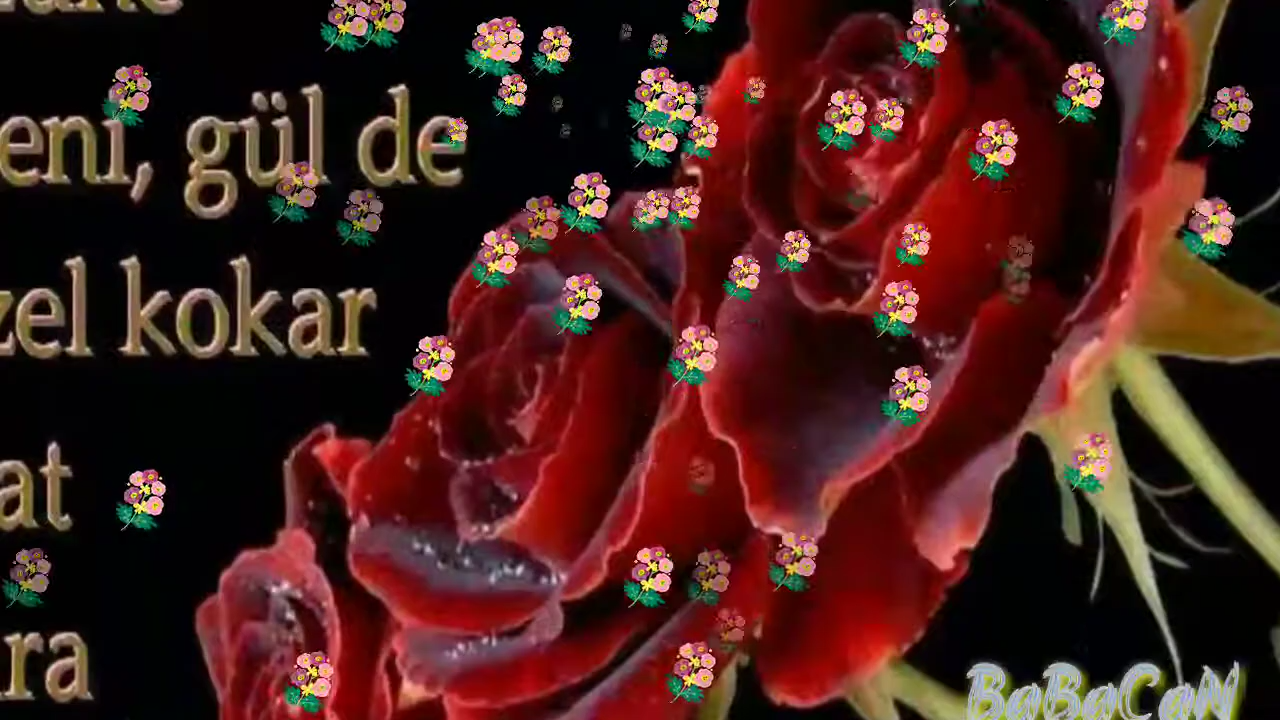 eni, gül de
zel kokar
at
ra
BaBaCaN